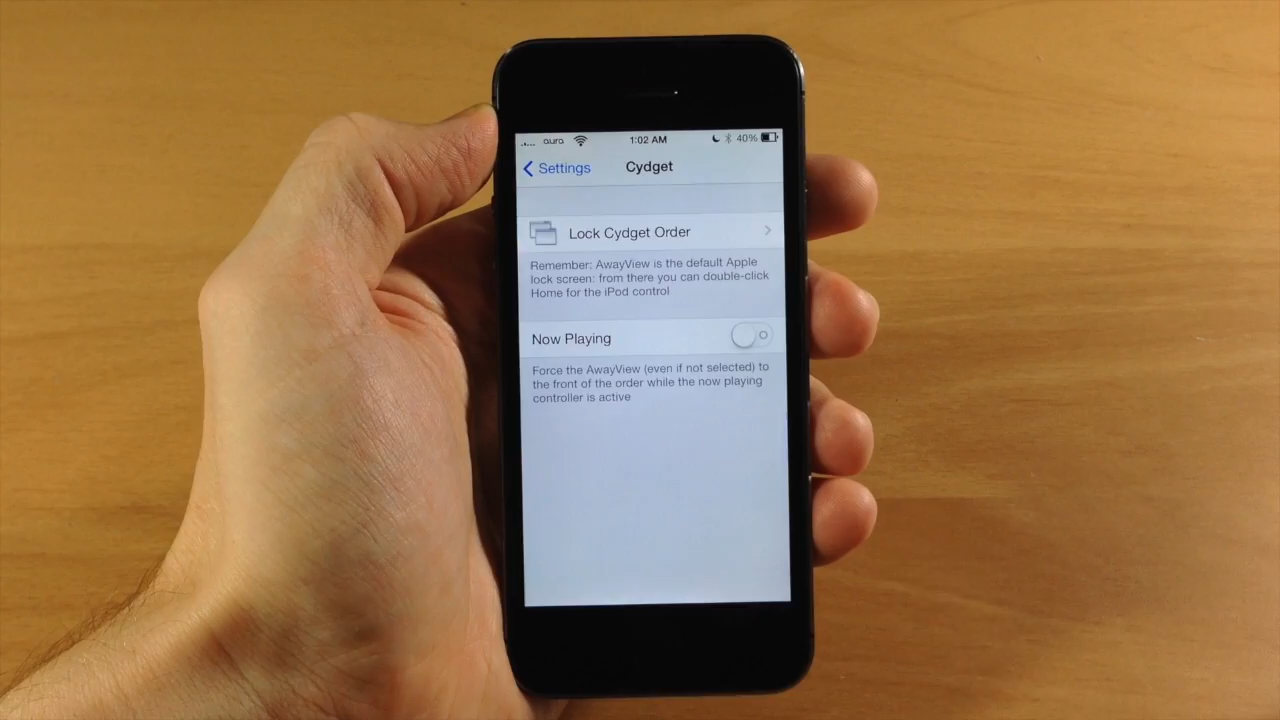 aura 1:02 AM 40%
Settings Cydget
Lock Cydget Order
Remember: AwayView is the default Apple
lock screen: from there you can double-click
Home for the iPod control
Now Playing
Force the AwayView (even if not selected) to
the front of the order while the now playing
controller is active